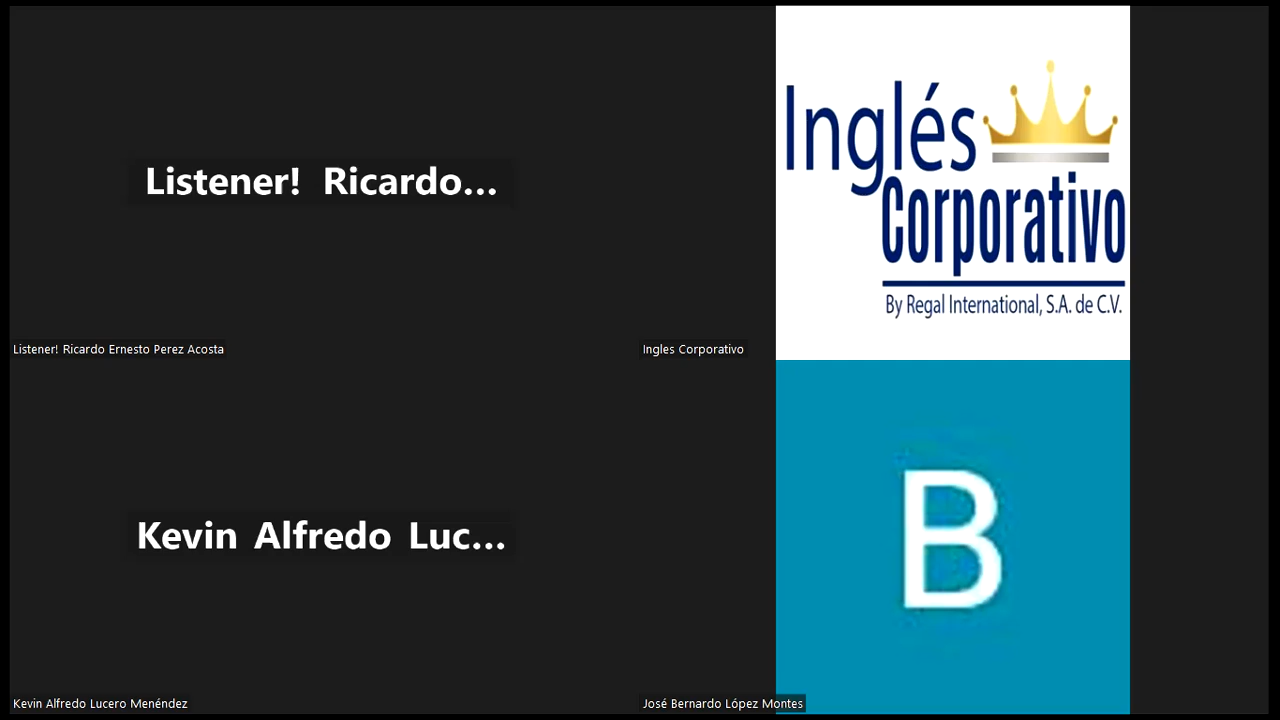 Listener! Ricardo...
Listener! Ricardo Ernesto Perez Acosta
Inglés
Corporativo
By Regal International, S.A. de C.V.
Ingles Corporativo
Kevin Alfredo Luc...
Kevin Alfredo Lucero Menéndez
B
José Bernardo López Montes